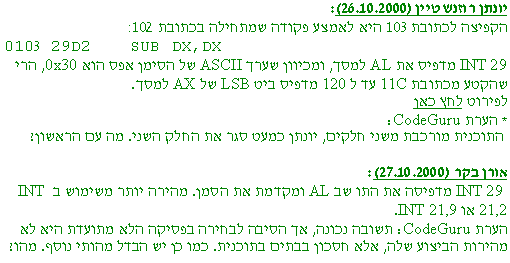 יונתן רוזנשטיין (26.10.2000):
הקפיצה לכתובת 103 היא לאמצע פקודה שמתחילה בכתובת 102:
0103 29D2 SUB DX,DX
INT 29 מדפיס את AL למסך, ומכיוון שערך ASCII של הסימן אפס הוא 0x30, הרי
שהקטע מכתובת 11C עד ל 120 מדפיס ביט LSB של AX למסך.
לפירוט לחץ כאן
* הערת CodeGuru:
התוכנית מורכבת משני חלקים, יונתן כמעט סגר את החלק השני. מה עם הראשון?
אורן בקר (27.10.2000):
INT 29 מדפיסה את התו שב AL ומקדמת את הסמן. מהירה יותר משימוש ב INT
21,2 או INT 21,9.
הערת CodeGuru: תשובה נכונה, אך הסיבה לבחירה בפסיקה הלא מתועדת היא לא
מהירות הביצוע שלה, אלא חסכון בבתים בתוכנית. כמו כן יש הבדל מהותי נוסף. מהו?